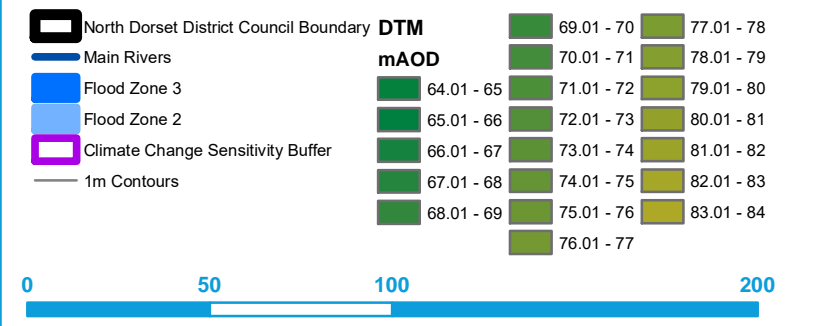 North Dorset District Council Boundary
Main Rivers
Flood Zone 3
Flood Zone 2
Climate Change Sensitivity Buffer
1m Contours
DTM
mAOD
64.01 - 65
65.01 - 66
66.01 - 67
67.01 - 68
68.01 - 69
69.01 - 70
70.01 - 71
71.01 - 72
72.01 - 73
73.01 - 74
74.01 - 75
75.01 - 76
76.01 - 77
77.01 - 78
78.01 - 79
79.01 - 80
80.01 - 81
81.01 - 82
82.01 - 83
83.01 - 84
0 50 100 200